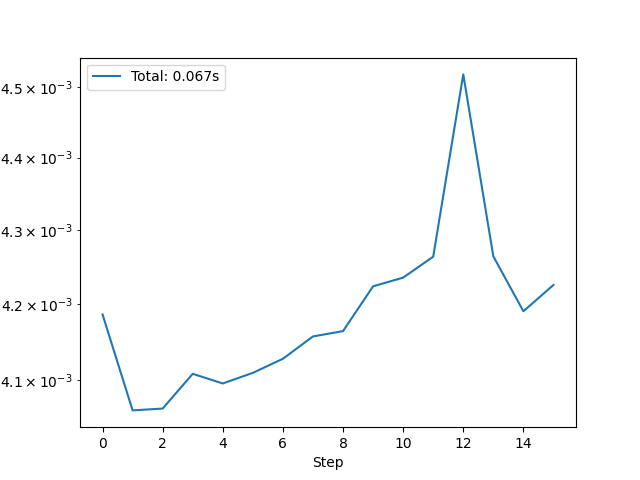 Total: 0.067s
4.5 × 10⁻³
4.4 × 10⁻³
4.3 × 10⁻³
4.2 × 10⁻³
4.1 × 10⁻³
0 2 4 6 8 10 12 14
Step